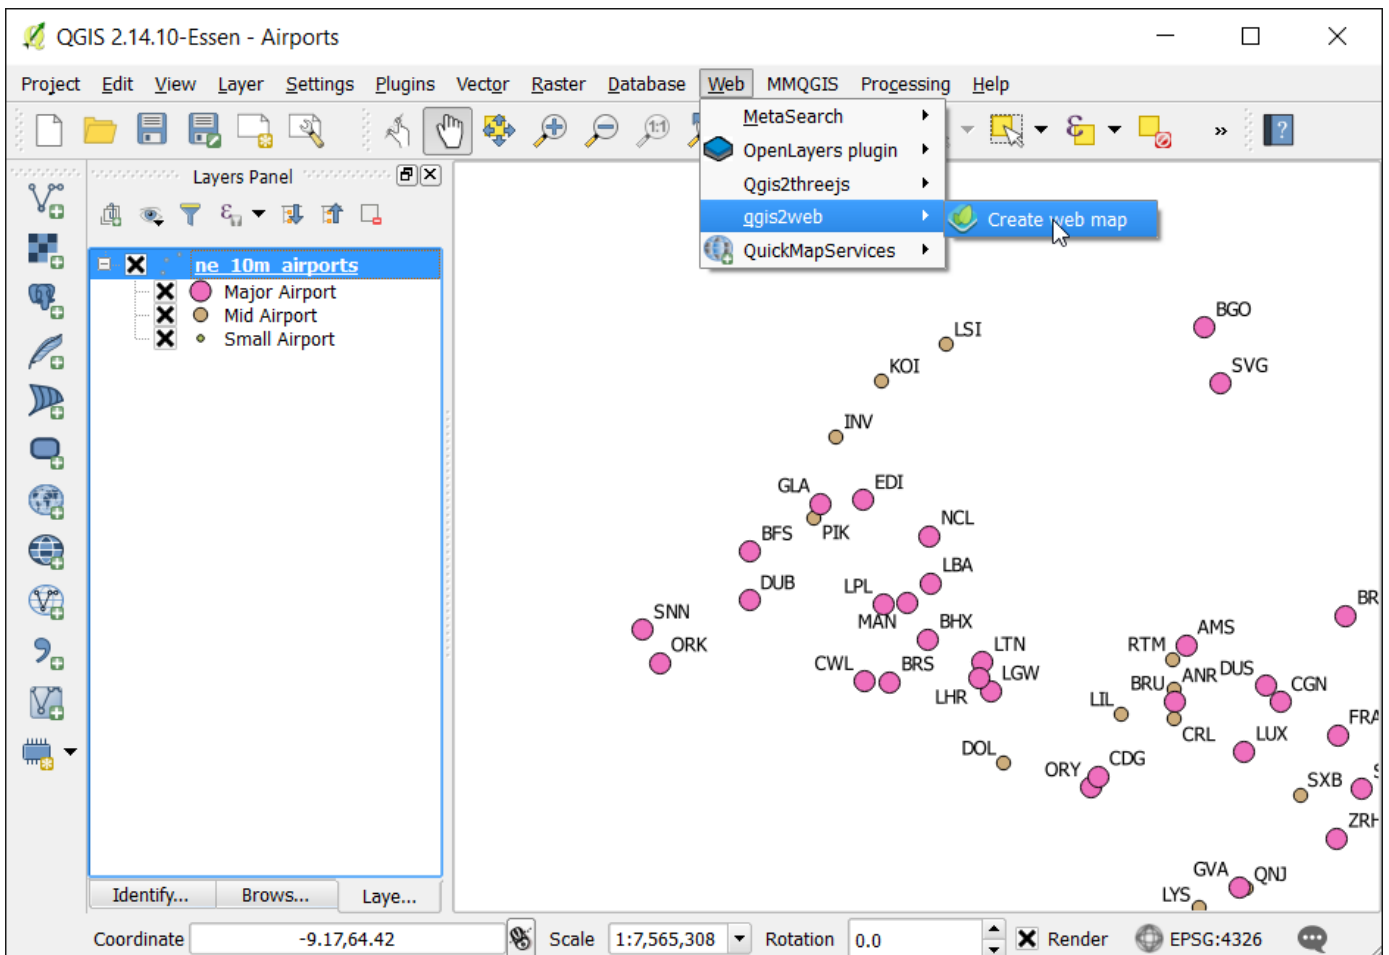 QGIS 2.14.10-Essen - Airports
Project Edit View Layer Settings Plugins Vector Raster Database Web MMQGIS Processing Help
MetaSearch
OpenLayers plugin
Qgis2threejs
qgis2web
Create web map
QuickMapServices
1:1
»
?
Layers Panel
ne_10m_airports
Major Airport
Mid Airport
Small Airport
BGO
LSI
SVG
KOI
INV
EDI
GLA
NCL
PIK
BFS
LBA
DUB
LPL
BR
SNN
MAN
BHX
AMS
ORK
LTN
RTM
CWL
BRS
LGW
BRU
ANR
DUS
CGN
LHR
LIL
FRA
CRL
LUX
DOL
CDG
ORY
SXB
ZRH
GVA
QNJ
LYS
Identify... Brows... Laye...
Coordinate -9.17,64.42 Scale 1:7,565,308 Rotation 0.0 Render EPSG:4326